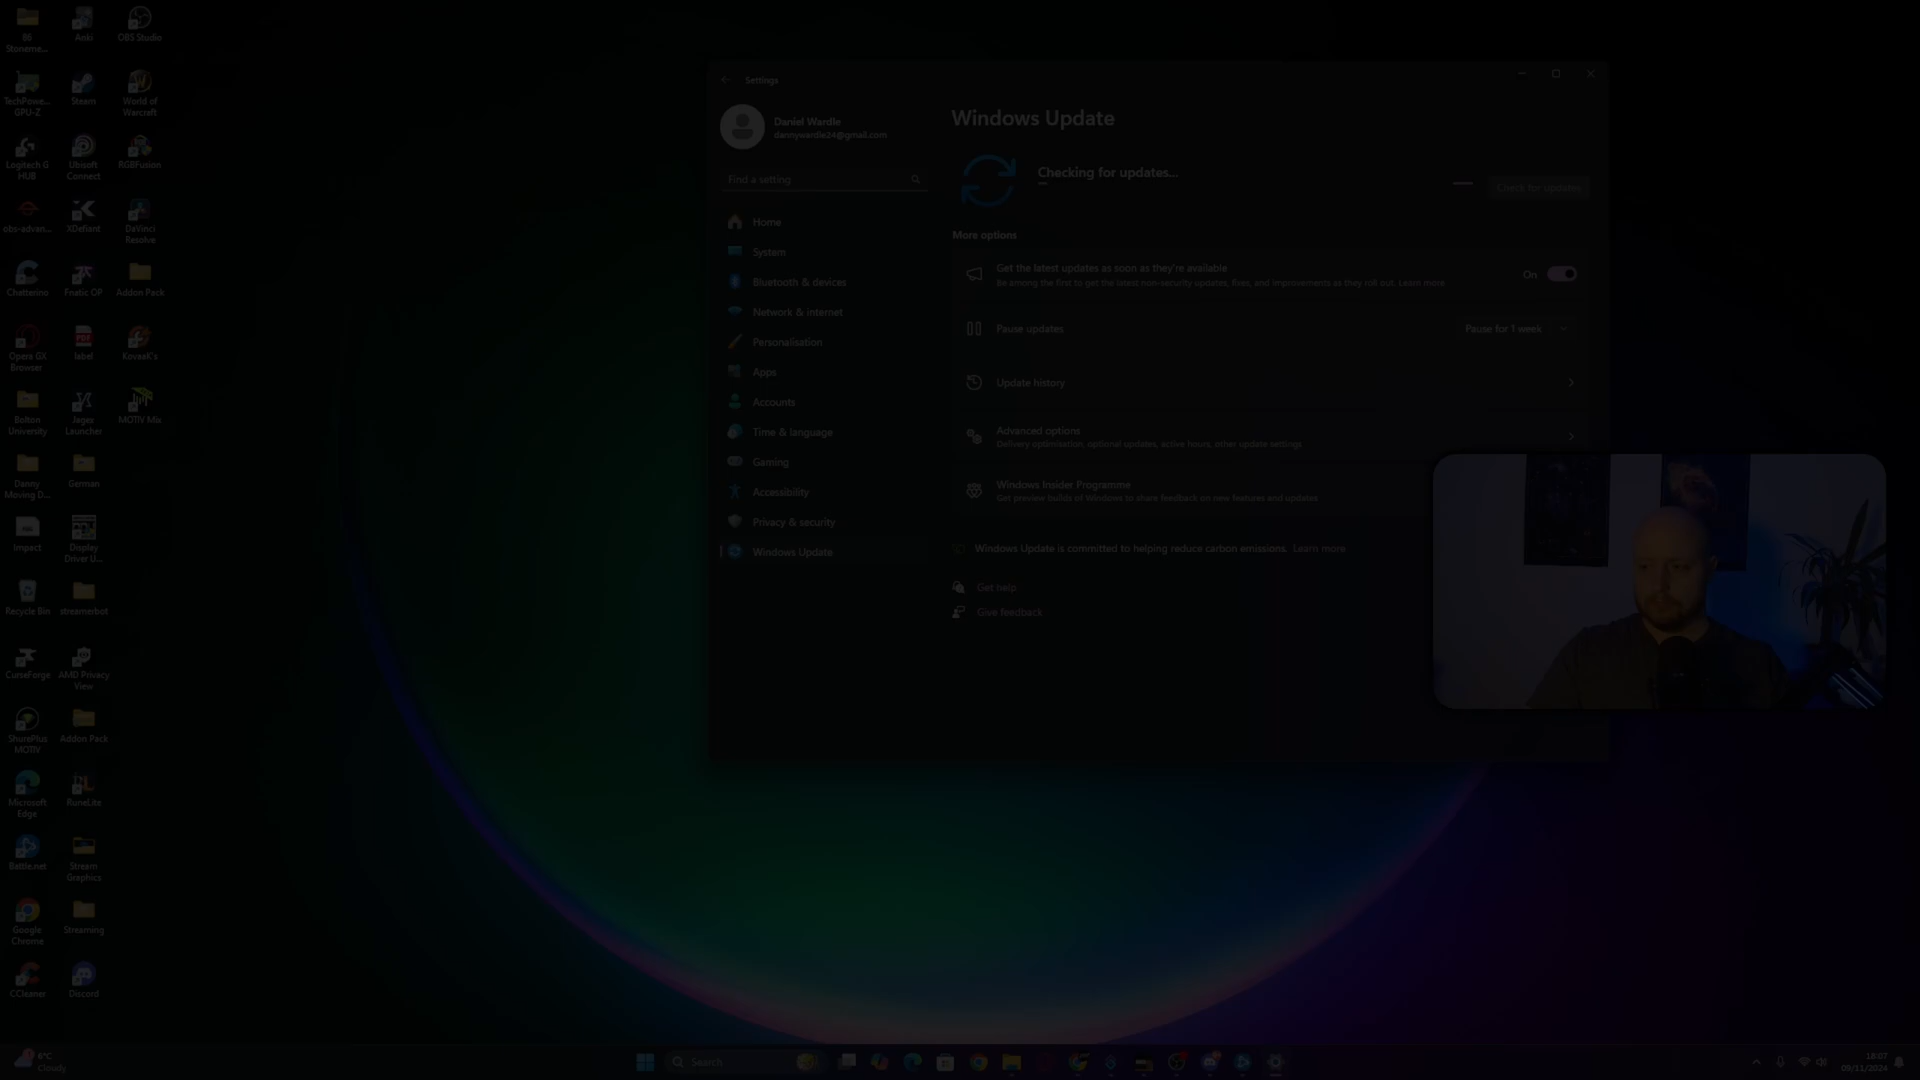 86
Stoneme...
Anki
OBS Studio
TechPowe...
GPU-Z
Steam
World of
Warcraft
Logitech G
HUB
Ubisoft
Connect
RGBFusion
obs-advan...
XDefiant
DaVinci
Resolve
Chatterino
Fnatic OP
Addon Pack
Opera GX
Browser
label
KovaaK's
Bolton
University
Jagex
Launcher
MOTIV Mix
Danny
Moving D...
German
Impact
Display
Driver U...
Recycle Bin
streamerbot
CurseForge
AMD Privacy
View
ShurePlus
MOTIV
Addon Pack
Microsoft
Edge
RuneLite
Battle.net
Stream
Graphics
Google
Chrome
Streaming
CCleaner
Discord
Settings
Daniel Wardle
dannywardle24@gmail.com
Find a setting
Home
System
Bluetooth & devices
Network & internet
Personalisation
Apps
Accounts
Time & language
Gaming
Accessibility
Privacy & security
Windows Update
Windows Update
Checking for updates...
Check for updates
More options
Get the latest updates as soon as they're available
Be among the first to get the latest non-security updates, fixes, and improvements as they roll out. Learn more
On
Pause updates
Pause for 1 week
Update history
Advanced options
Delivery optimisation, optional updates, active hours, other update settings
Windows Insider Programme
Get preview builds of Windows to share feedback on new features and updates
Windows Update is committed to helping reduce carbon emissions. Learn more
Get help
Give feedback
6°C
Cloudy
Search
18:07
09/11/2024